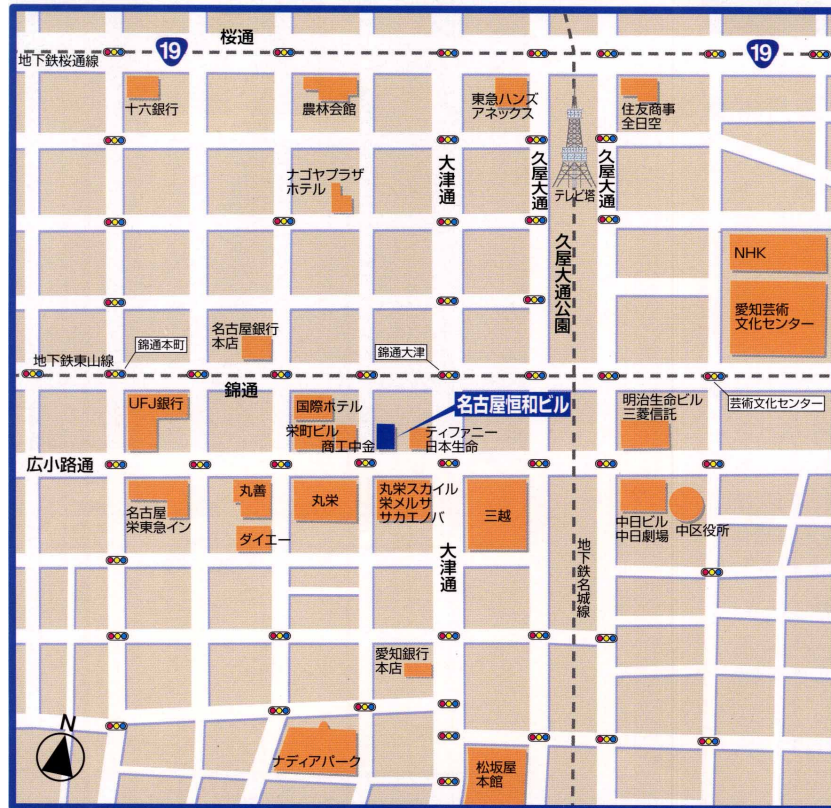 桜通
19
19
地下鉄桜通線
十六銀行
農林会館
東急ハンズ
アネックス
住友商事
全日空
大津通
久屋大通
久屋大通
テレビ塔
ナゴヤプラザ
ホテル
久屋大通公園
NHK
愛知芸術
文化センター
名古屋銀行
本店
地下鉄東山線
錦通本町
錦通大津
錦通
芸術文化センター
UFJ銀行
国際ホテル
名古屋恒和ビル
明治生命ビル
三菱信託
栄町ビル
商工中金
ティファニー
日本生命
広小路通
名古屋
栄東急イン
丸善
丸栄
丸栄スカイル
栄メルサ
サカエノバ
三越
中日ビル
中日劇場
中区役所
ダイエー
大津通
地下鉄名城線
愛知銀行
本店
N
ナディアパーク
松坂屋
本館